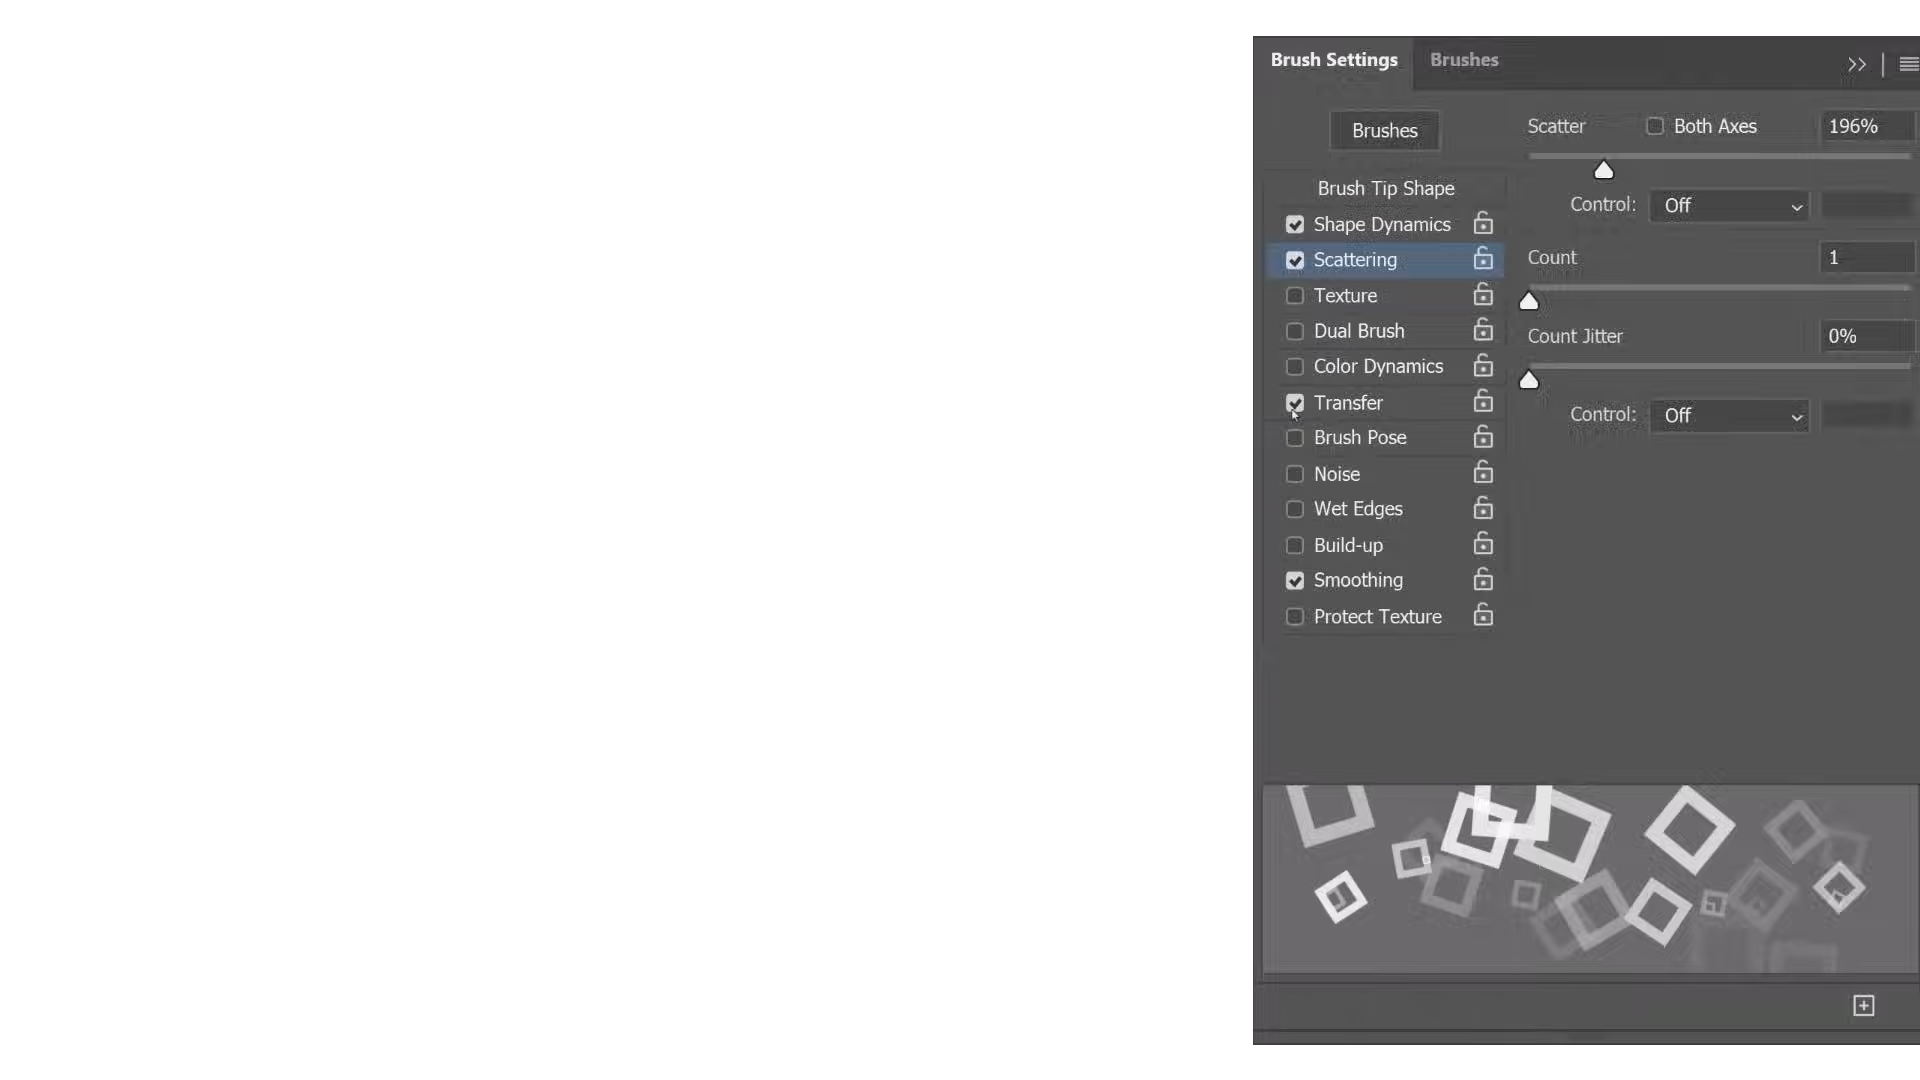 Brush Settings Brushes
Brushes
Brush Tip Shape
Shape Dynamics
Scattering
Texture
Dual Brush
Color Dynamics
Transfer
Brush Pose
Noise
Wet Edges
Build-up
Smoothing
Protect Texture
Scatter Both Axes 196%
Control: Off
Count 1
Count Jitter 0%
Control: Off